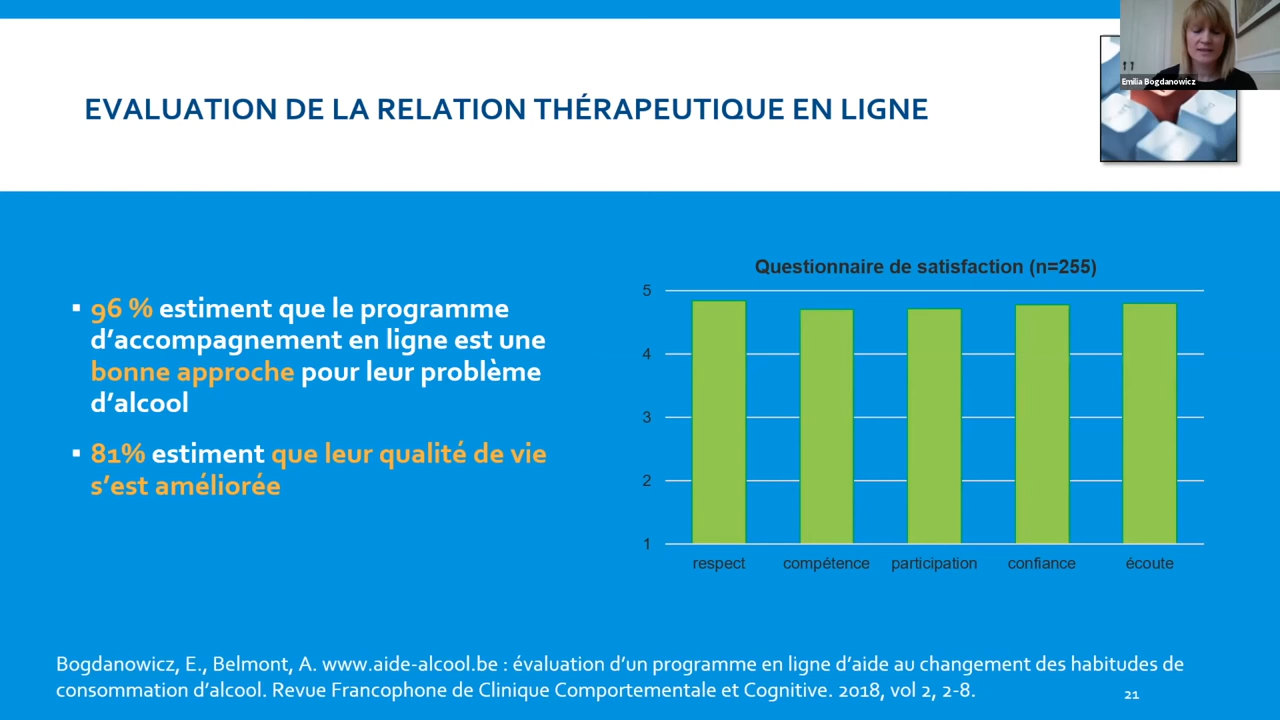 Emilia Bogdanowicz
EVALUATION DE LA RELATION THÉRAPEUTIQUE EN LIGNE
▪ 96 % estiment que le programme
d’accompagnement en ligne est une
bonne approche pour leur problème
d’alcool
▪ 81% estiment que leur qualité de vie
s’est améliorée
Questionnaire de satisfaction (n=255)
5
4
3
2
1
respect compétence participation confiance écoute
Bogdanowicz, E., Belmont, A. www.aide-alcool.be : évaluation d’un programme en ligne d’aide au changement des habitudes de
consommation d’alcool. Revue Francophone de Clinique Comportementale et Cognitive. 2018, vol 2, 2-8.
21